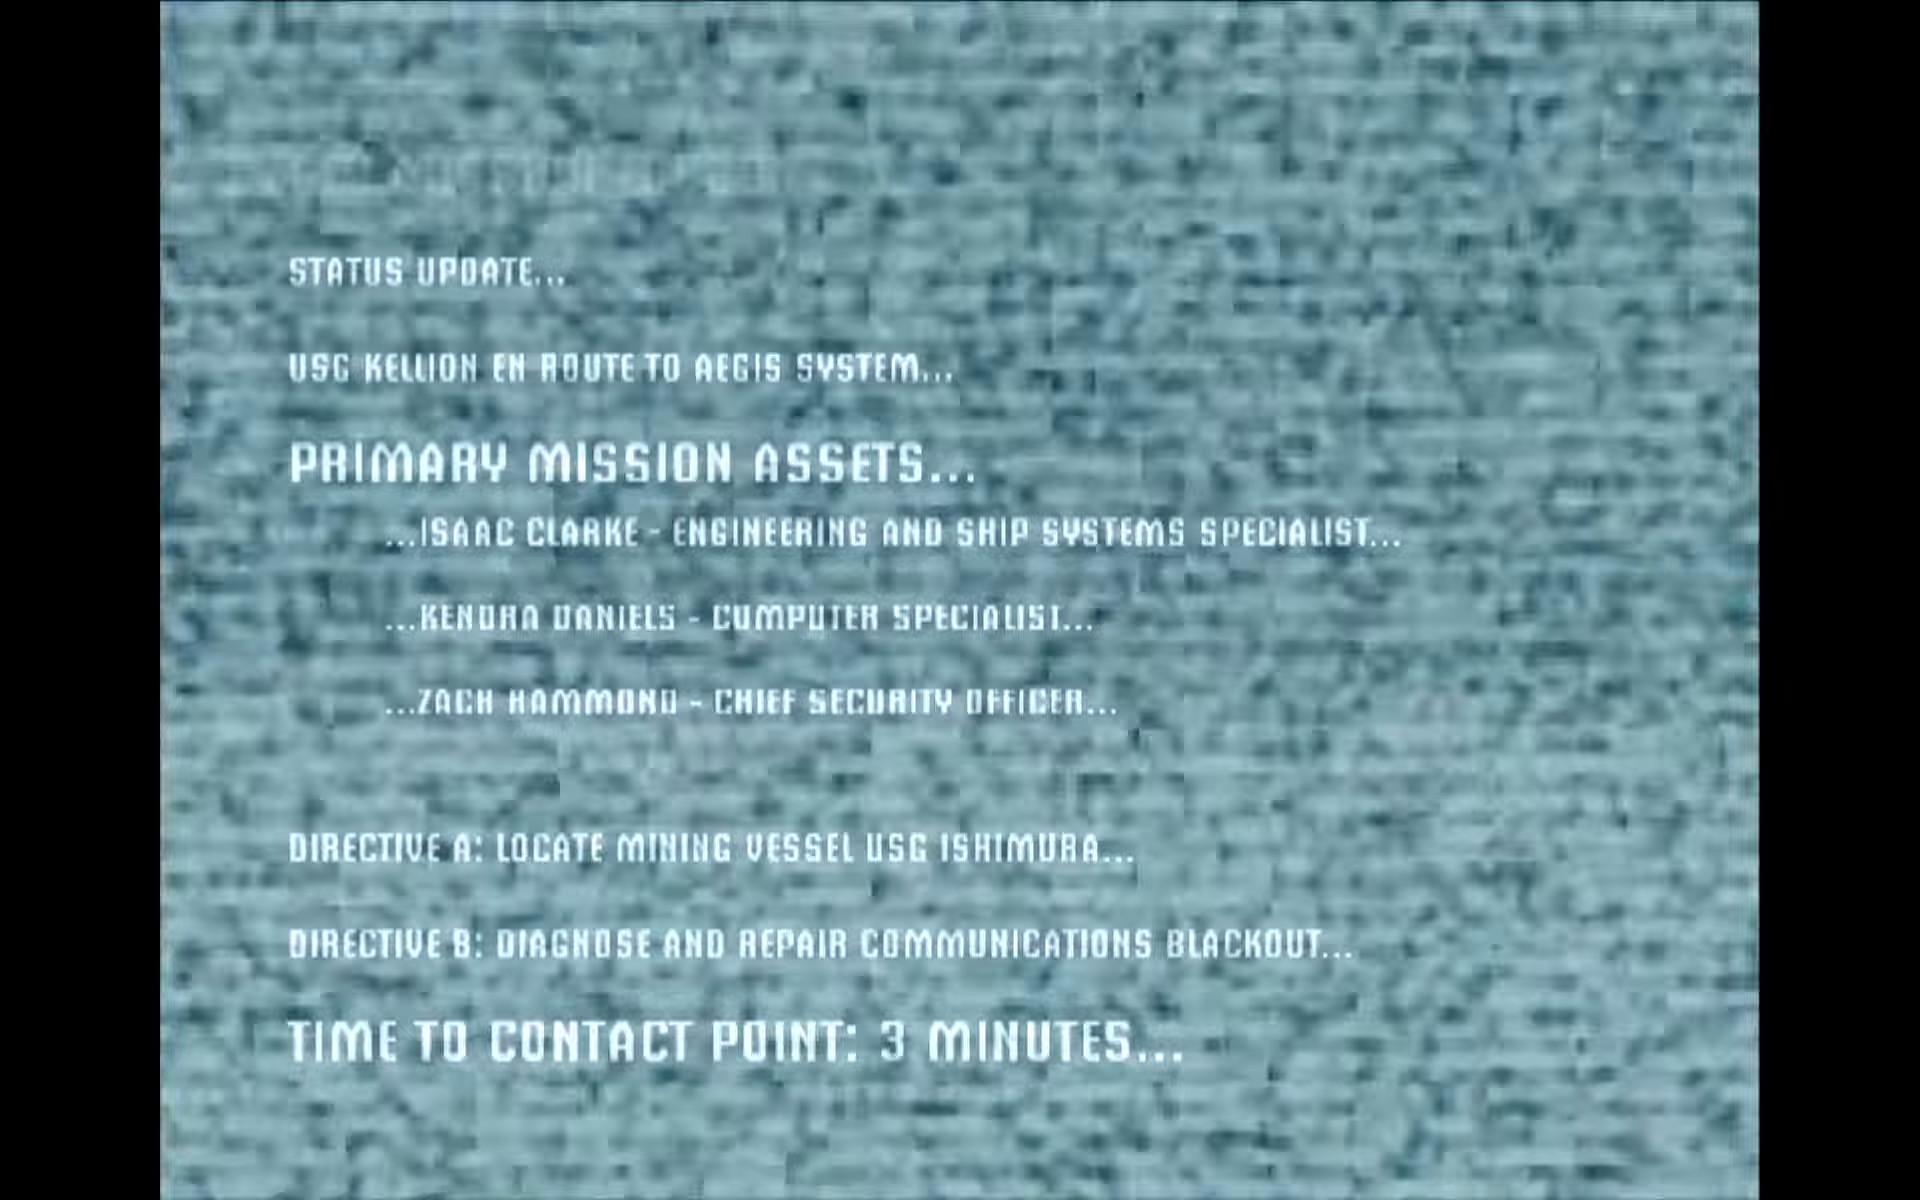 STATUS UPDATE...
USG KELLION EN ROUTE TO AEGIS SYSTEM...
PRIMARY MISSION ASSETS...
...ISAAC CLARKE - ENGINEERING AND SHIP SYSTEMS SPECIALIST...
...KENDRA DANIELS - COMPUTER SPECIALIST...
...ZACH HAMMOND - CHIEF SECURITY OFFICER...
DIRECTIVE A: LOCATE MINING VESSEL USG ISHIMURA...
DIRECTIVE B: DIAGNOSE AND REPAIR COMMUNICATIONS BLACKOUT...
TIME TO CONTACT POINT: 3 MINUTES...